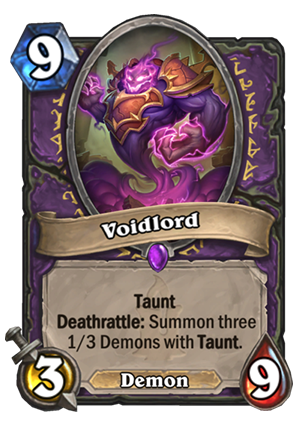 9
Voidlord
Taunt
Deathrattle: Summon three
1/3 Demons with Taunt.
3
Demon
9